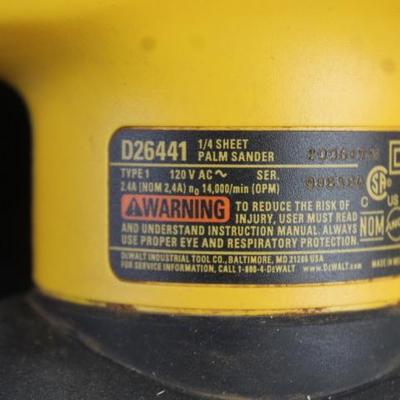 D26441 1/4 SHEET PALM SANDER
TYPE 1 120 V AC ~ SER.
2.4A (NOM 2,4A) n0 14,000/min (OPM)
WARNING TO REDUCE THE RISK OF
INJURY, USER MUST READ
AND UNDERSTAND INSTRUCTION MANUAL. ALWAYS
USE PROPER EYE AND RESPIRATORY PROTECTION.
DEWALT INDUSTRIAL TOOL CO., BALTIMORE, MD 21286 USA
FOR SERVICE INFORMATION, CALL 1-800-4-DEWALT WWW.DEWALT.COM
MADE IN
C US
NOM